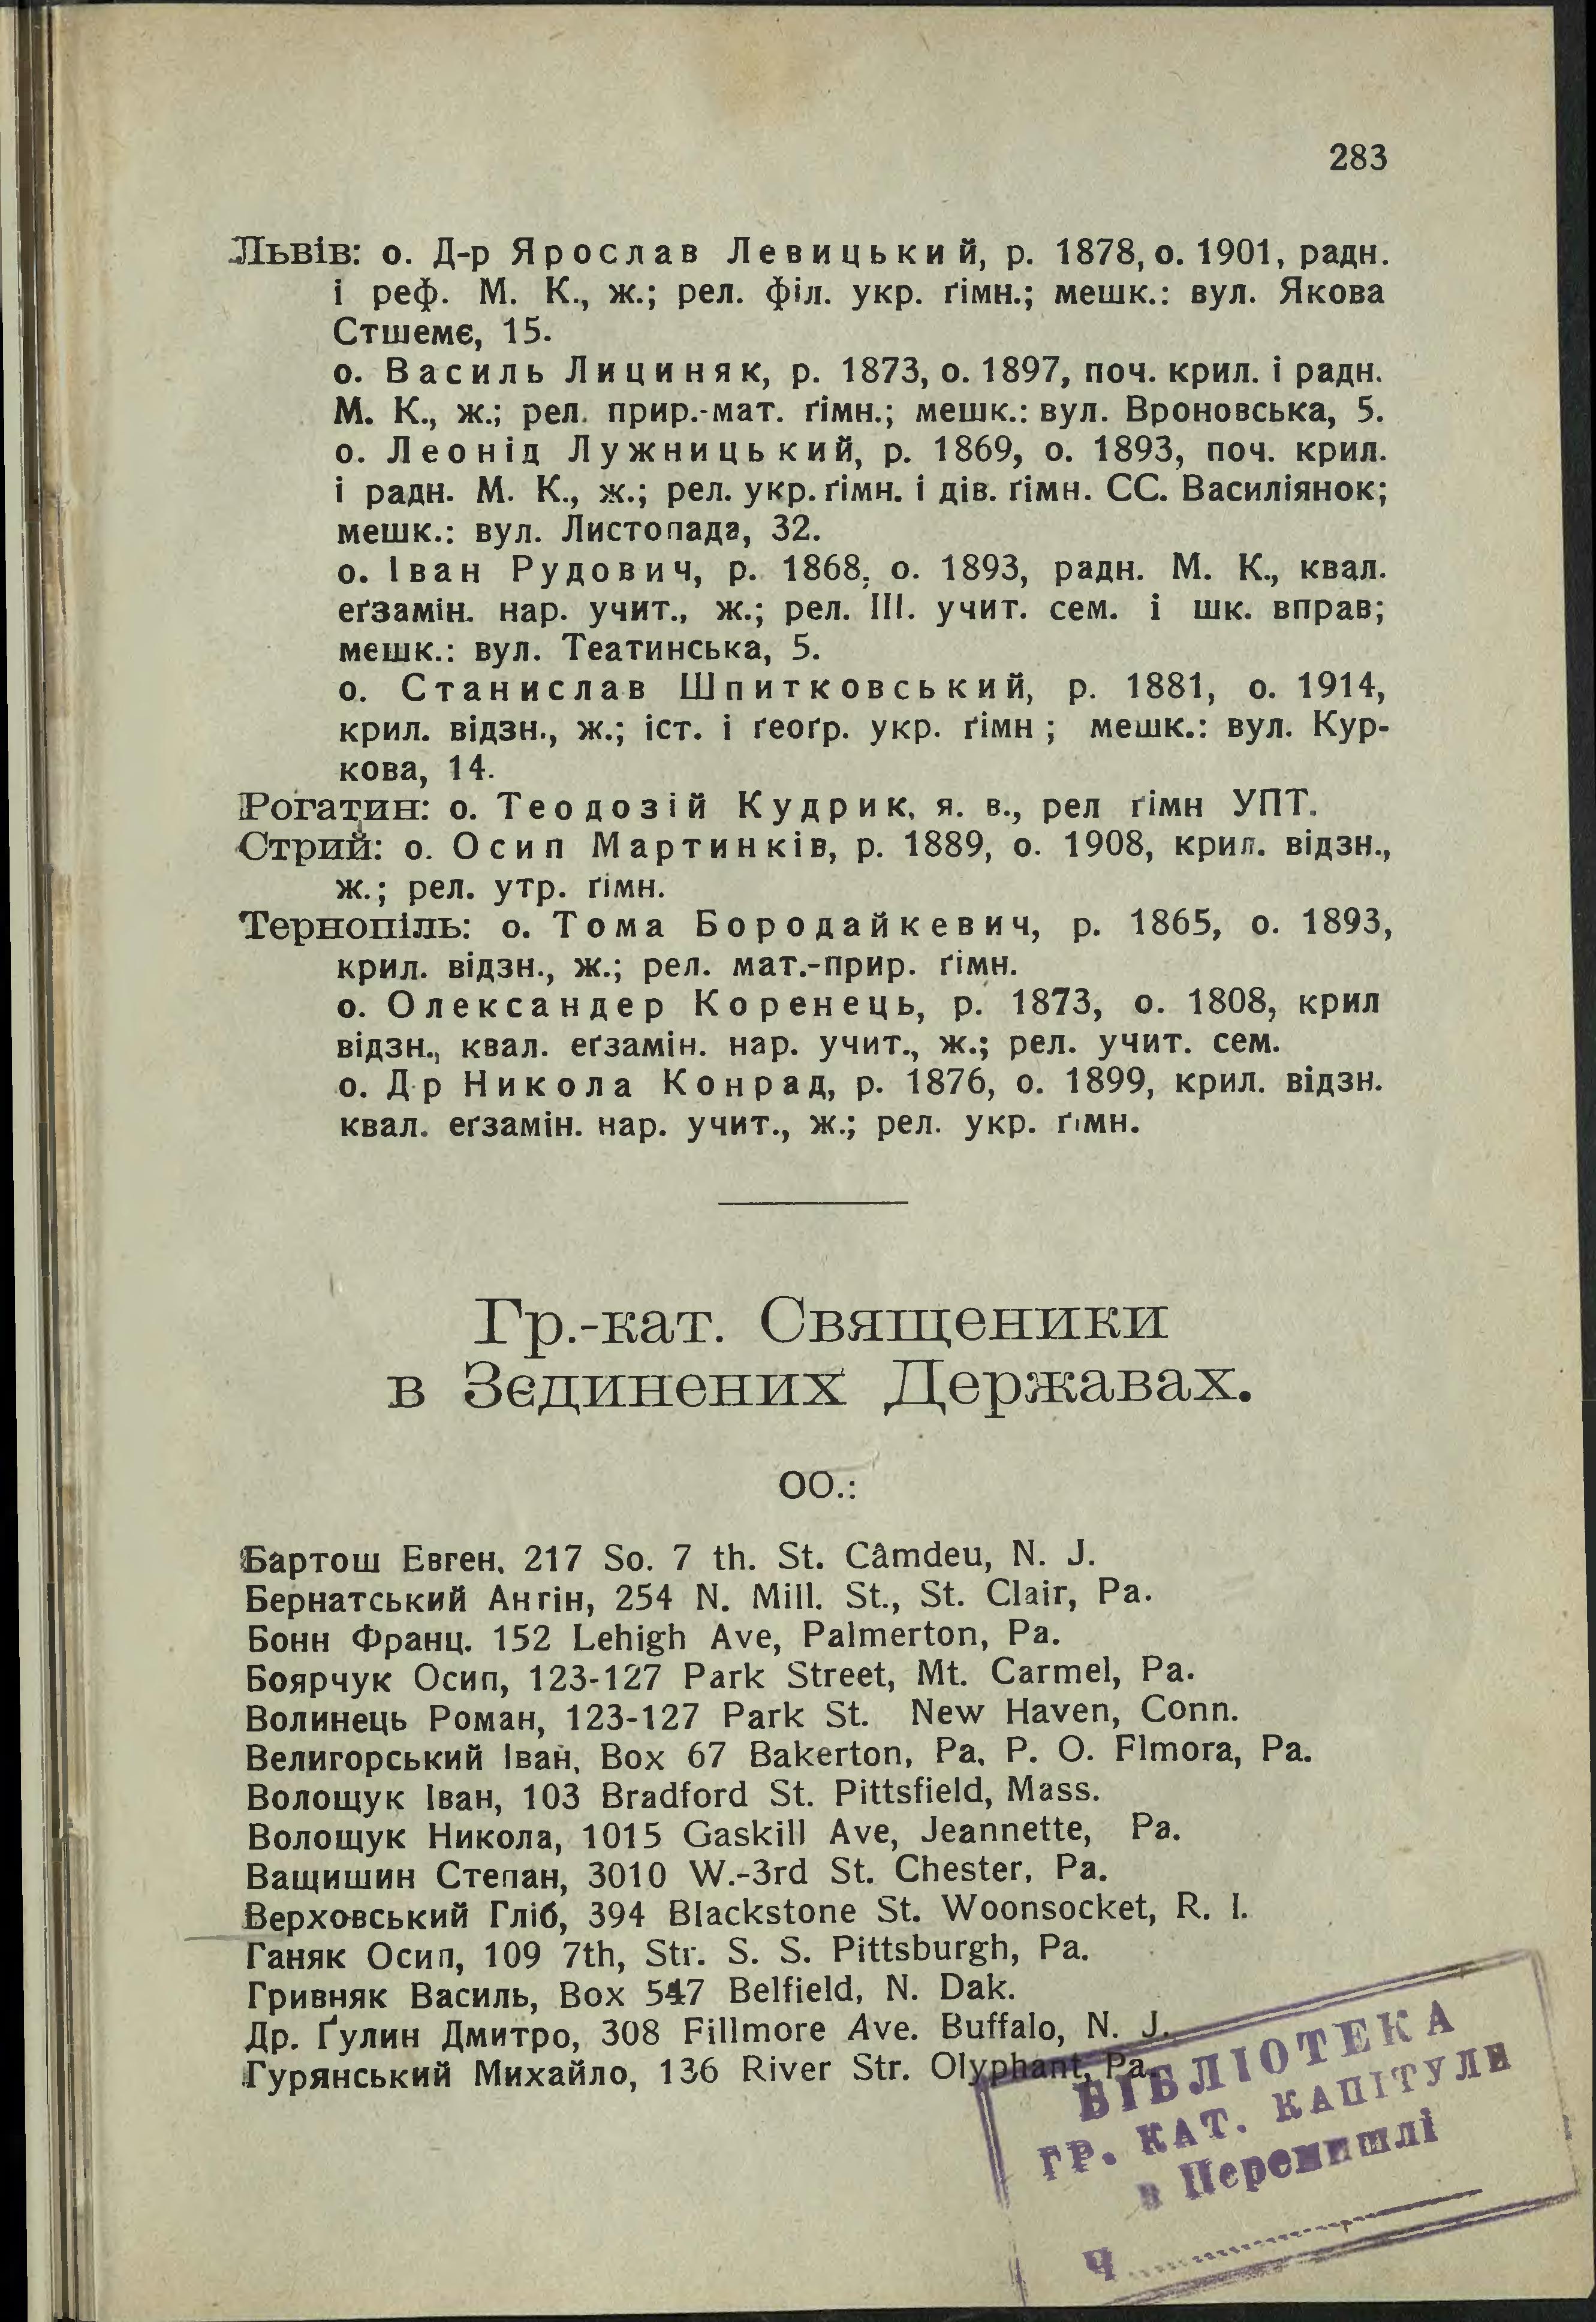 283
Львів: о. Д-р Ярослав Левицький, р. 1878, о. 1901, радн.
і реф. М. К., ж.; рел. філ. укр. ґімн.; мешк.: вул. Якова
Стшемє, 15.
о. Василь Лициняк, р. 1873, о. 1897, поч. крил. і радн.
М. К., ж.; рел. прир.-мат. ґімн.; мешк.: вул. Вроновська, 5.
о. Леонід Лужницький, р. 1869, о. 1893, поч. крил.
і радн. М. К., ж.; рел. укр. ґімн. і дів. ґімн. СС. Василіянок;
мешк.: вул. Листопада, 32.
о. Іван Рудович, р. 1868, о. 1893, радн. М. К., квал.
еґзамін. нар. учит., ж.; рел. III. учит. сем. і шк. вправ;
мешк.: вул. Театинська, 5.
о. Станислав Шпитковський, р. 1881, о. 1914,
крил. відзн., ж.; іст. і ґеоґр. укр. ґімн ; мешк.: вул. Кур-
кова, 14.
Рогатин: о. Теодозій Кудрик, я. в., рел ґімн УПТ.
Стрий: о. Осип Мартинків, р. 1889, о. 1908, крил. відзн.,
ж.; рел. утр. ґімн.
Тернопіль: о. Тома Бородайкевич, р. 1865, о. 1893,
крил. відзн., ж.; рел. мат.-прир. ґімн.
о. Олександер Коренець, р. 1873, о. 1808, крил
відзн., квал. еґзамін. нар. учит., ж.; рел. учит. сем.
о. Д-р Никола Конрад, р. 1876, о. 1899, крил. відзн.
квал. еґзамін. нар. учит., ж.; рел. укр. ґімн.
Гр.-кат. Священики
в Зєдинених Державах.
ОО.:
Бартош Евген, 217 So. 7 th. St. Câmdeu, N. J.
Бернатський Антін, 254 N. Mill. St., St. Clair, Pa.
Бонн Франц. 152 Lehigh Ave, Palmerton, Pa.
Боярчук Осип, 123-127 Park Street, Mt. Carmel, Pa.
Волинець Роман, 123-127 Park St. New Haven, Conn.
Велигорський Іван, Box 67 Bakerton, Pa, P. O. Flmora, Pa.
Волощук Іван, 103 Bradford St. Pittsfield, Mass.
Волощук Никола, 1015 Gaskill Ave, Jeannette, Pa.
Ващишин Степан, 3010 W.-3rd St. Chester, Pa.
Верховський Гліб, 394 Blackstone St. Woonsocket, R. I.
Ганяк Осип, 109 7th, Str. S. S. Pittsburgh, Pa.
Гривняк Василь, Box 547 Belfield, N. Dak.
Др. Ґулин Дмитро, 308 Fillmore Ave. Buffalo, N. J.
Гурянський Михайло, 136 River Str. Olyphant, Pa.
БІБЛІОТЕКА
ГР. КАТ. КАПІТУЛИ
в Перемишлі
Ч